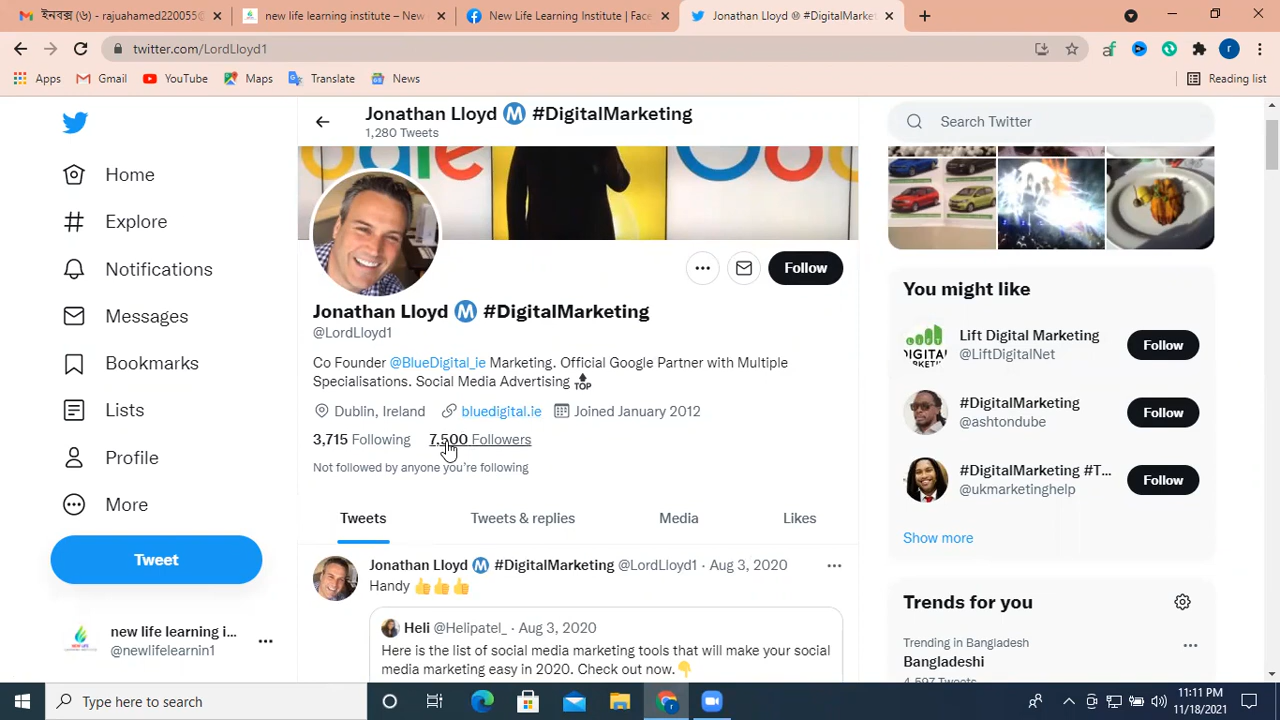 ইনবক্স (৬) - rajuahamed220055@
new life learning institute – New
New Life Learning Institute | Face
Jonathan Lloyd Ⓜ #DigitalMarket
twitter.com/LordLloyd1
Apps
Gmail
YouTube
Maps
Translate
News
Reading list
Home
Explore
Notifications
Messages
Bookmarks
Lists
Profile
More
Tweet
new life learning i...
@newlifelearnin1
Jonathan Lloyd Ⓜ️ #DigitalMarketing
1,280 Tweets
Follow
Jonathan Lloyd Ⓜ️ #DigitalMarketing
@LordLloyd1
Co Founder @BlueDigital_ie Marketing. Official Google Partner with Multiple
Specialisations. Social Media Advertising 🔝
Dublin, Ireland bluedigital.ie Joined January 2012
3,715 Following 7,500 Followers
Not followed by anyone you're following
Tweets Tweets & replies Media Likes
Jonathan Lloyd Ⓜ️ #DigitalMarketing @LordLloyd1 · Aug 3, 2020
Handy 👍👍👍
Heli @Helipatel_ · Aug 3, 2020
Here is the list of social media marketing tools that will make your social
media marketing easy in 2020. Check out now.👇
Search Twitter
You might like
Lift Digital Marketing
@LiftDigitalNet
Follow
#DigitalMarketing
@ashtondube
Follow
#DigitalMarketing #T...
@ukmarketinghelp
Follow
Show more
Trends for you
Trending in Bangladesh
Bangladeshi
4,597 Tweets
Type here to search
11:11 PM
11/18/2021